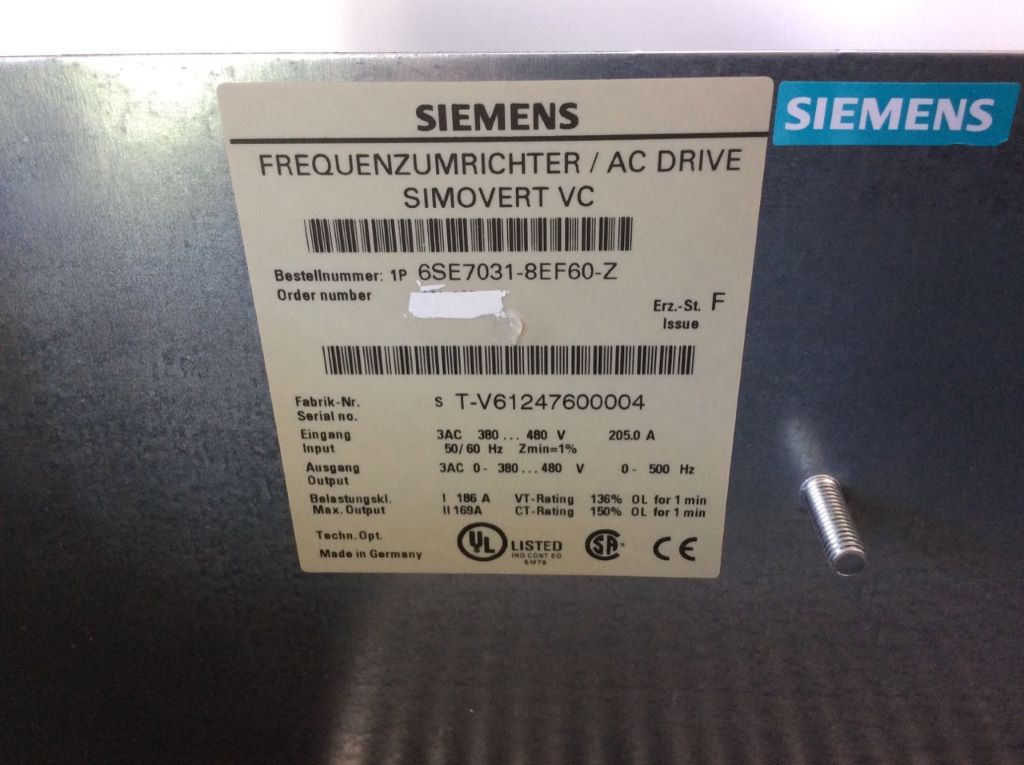 SIEMENS
SIEMENS
FREQUENZUMRICHTER / AC DRIVE
SIMOVERT VC
Bestellnummer: 1P 6SE7031-8EF60-Z
Order number
Erz.-St. F
Issue
Fabrik-Nr. S T-V61247600004
Serial no.
Eingang 3AC 380 ... 480 V 205.0 A
Input 50/60 Hz Zmin=1%
Ausgang 3AC 0 - 380...480 V 0 - 500 Hz
Output
Belastungskl. I 186 A VT-Rating 136% OL for 1 min
Max. Output II 169A CT-Rating 150% OL for 1 min
Techn. Opt.
Made in Germany
UL LISTED
IND CONT EQ
5M76
SA
CE